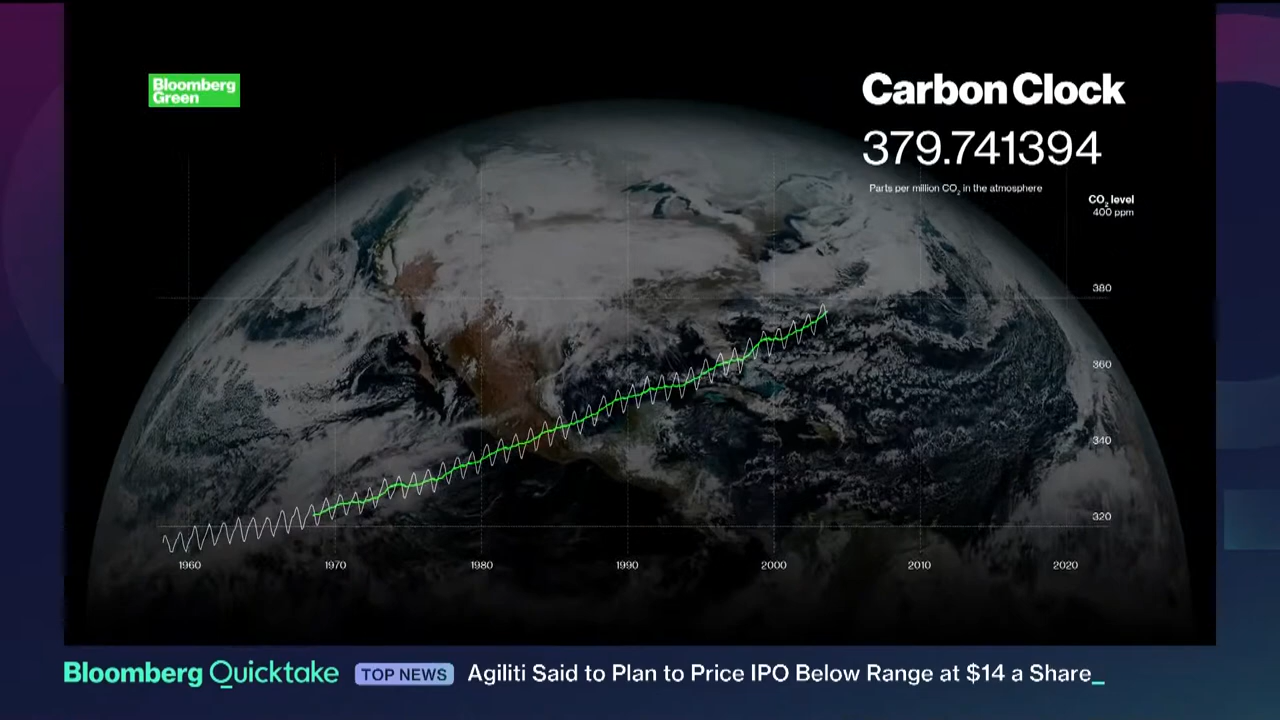 Bloomberg
Green
Carbon Clock
379.741394
Parts per million CO₂ in the atmosphere
CO₂ level
400 ppm
380
360
340
320
1960
1970
1980
1990
2000
2010
2020
Bloomberg Quicktake
TOP NEWS
Agiliti Said to Plan to Price IPO Below Range at $14 a Share_